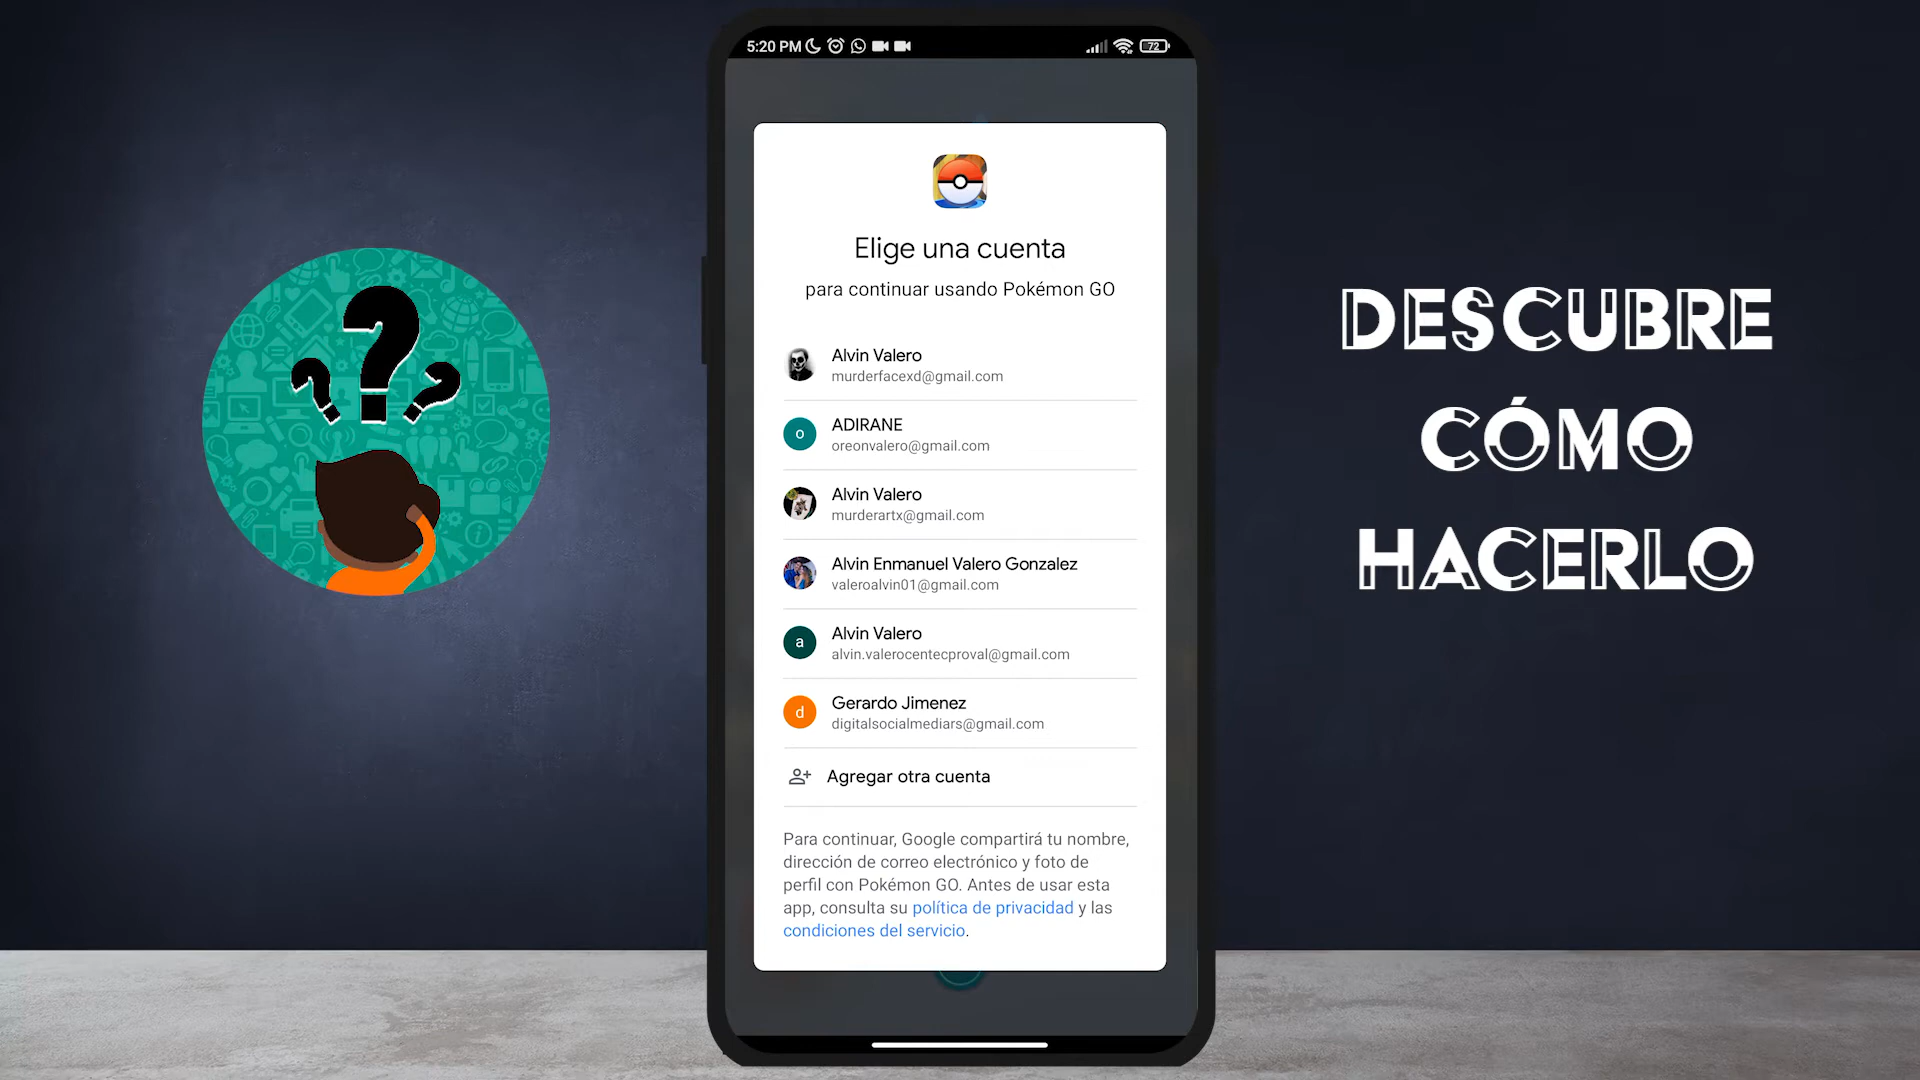 5:20 PM
72
Elige una cuenta
para continuar usando Pokémon GO
Alvin Valero
murderfacexd@gmail.com
o
ADIRANE
oreonvalero@gmail.com
Alvin Valero
murderartx@gmail.com
Alvin Enmanuel Valero Gonzalez
valeroalvin01@gmail.com
a
Alvin Valero
alvin.valerocentecproval@gmail.com
d
Gerardo Jimenez
digitalsocialmediars@gmail.com
Agregar otra cuenta
Para continuar, Google compartirá tu nombre,
dirección de correo electrónico y foto de
perfil con Pokémon GO. Antes de usar esta
app, consulta su política de privacidad y las
condiciones del servicio.
???
DESCUBRE
CÓMO
HACERLO